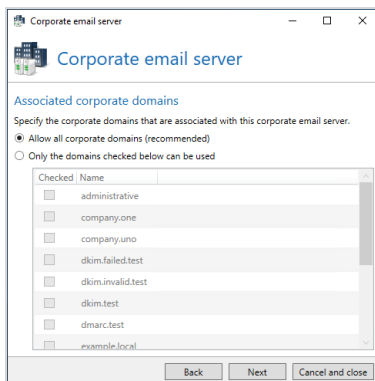 Corporate email server
Corporate email server
Associated corporate domains
Specify the corporate domains that are associated with this corporate email server.
Allow all corporate domains (recommended)
Only the domains checked below can be used
Checked Name
administrative
company.one
company.uno
dkim.failed.test
dkim.invalid.test
dkim.test
dmarc.test
example.local
Back Next Cancel and close